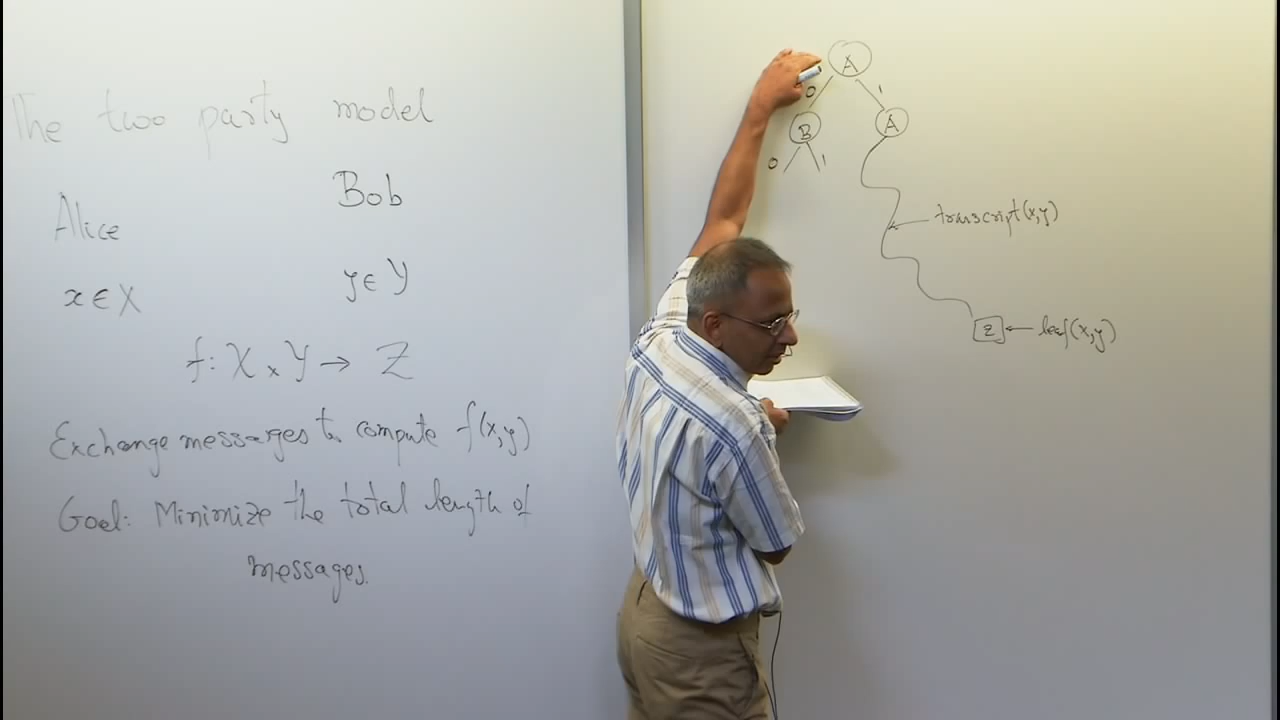 The two party model
Alice
Bob
x ∈ X
y ∈ Y
f: X × Y → Z
Exchange messages to compute f(x,y)
Goal: Minimize the total length of
messages.
A
0
1
B
A
0
1
transcript(x,y)
z
leaf(x,y)